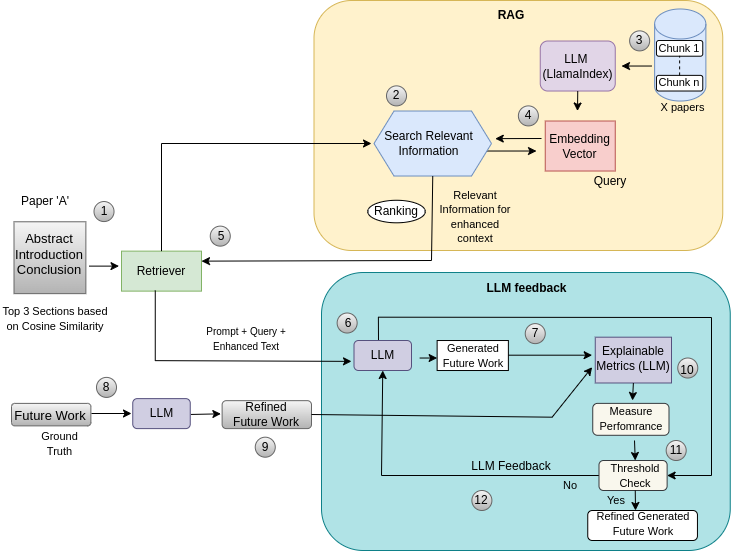 RAG
3
Chunk 1
LLM
(LlamaIndex)
Chunk n
X papers
2
4
Search Relevant
Information
Embedding
Vector
Query
Paper 'A'
1
Ranking
Relevant
Information for
enhanced
context
Abstract
Introduction
Conclusion
5
Retriever
Top 3 Sections based
on Cosine Similarity
LLM feedback
Prompt + Query +
Enhanced Text
6
LLM
Generated
Future Work
7
Explainable
Metrics (LLM)
10
8
Future Work
Ground
Truth
LLM
Refined
Future Work
9
Measure
Perfomrance
11
LLM Feedback
Threshold
Check
No
12
Yes
Refined Generated
Future Work